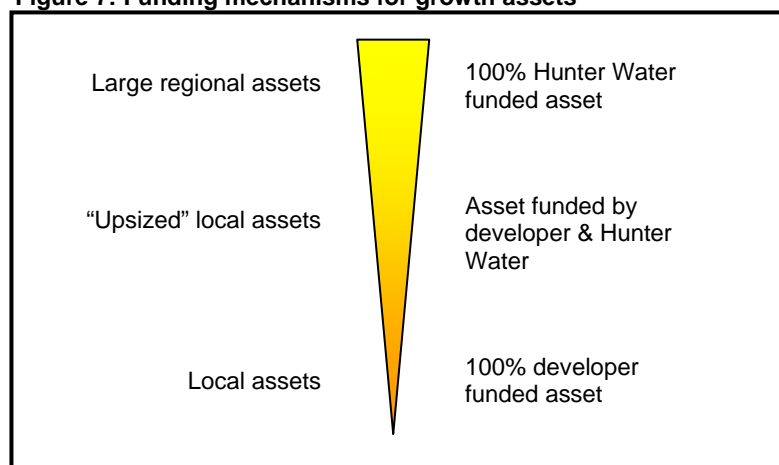 Figure 7: Funding mechanisms for growth assets
Large regional assets
100% Hunter Water
funded asset
“Upsized” local assets
Asset funded by
developer & Hunter
Water
Local assets
100% developer
funded asset